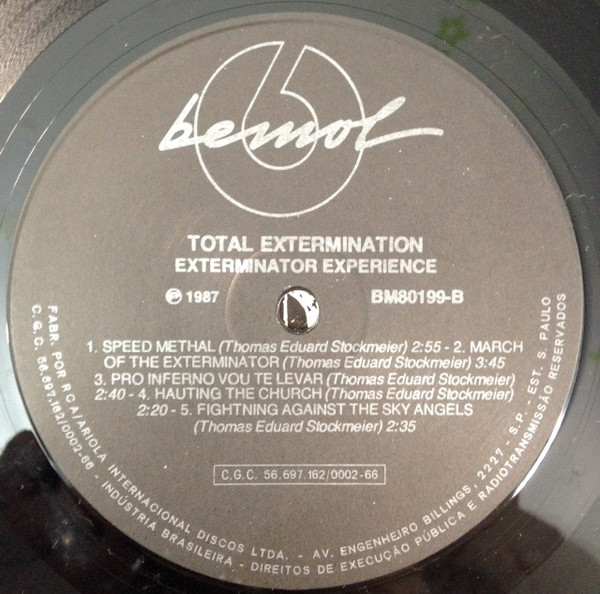 bemol
TOTAL EXTERMINATION
EXTERMINATOR EXPERIENCE
℗ 1987
BM80199-B
1. SPEED METHAL (Thomas Eduard Stockmeier) 2:55 - 2. MARCH
OF THE EXTERMINATOR (Thomas Eduard Stockmeier) 3:45
3. PRO INFERNO VOU TE LEVAR (Thomas Eduard Stockmeier)
2:40 - 4. HAUTING THE CHURCH (Thomas Eduard Stockmeier)
2:20 - 5. FIGHTNING AGAINST THE SKY ANGELS
(Thomas Eduard Stockmeier) 2:35
C.G.C. 56.697.162/0002-66
FABR. POR RCA/ARIOLA INTERNACIONAL DISCOS LTDA. - AV. ENGENHEIRO BILLINGS, 2227 - S.P. - EST. S. PAULO
C.G.C. 56.697.162/0002-66 - INDÚSTRIA BRASILEIRA - DIREITOS DE EXECUÇÃO PÚBLICA E RADIOTRANSMISSÃO RESERVADOS